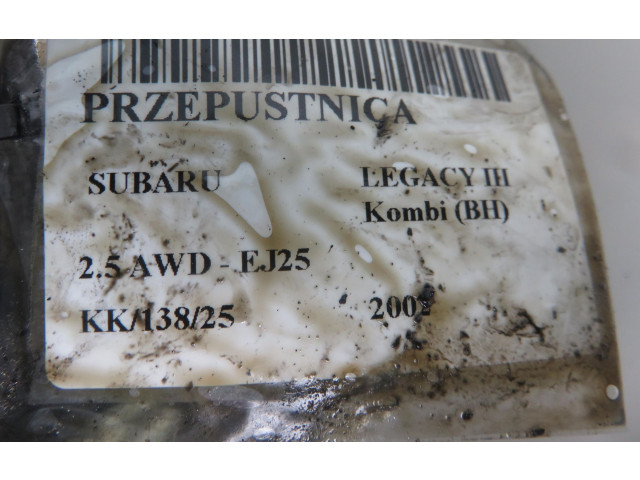 PRZEPUSTNICA
SUBARU LEGACY III
Kombi (BH)
2.5 AWD - EJ25
KK/138/25